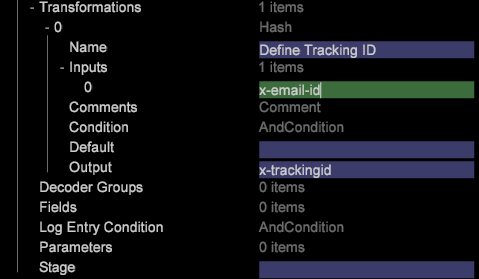 - Transformations 1 items
- 0 Hash
Name Define Tracking ID
- Inputs 1 items
0 x-email-id
Comments Comment
Condition AndCondition
Default
Output x-trackingid
Decoder Groups 0 items
Fields 0 items
Log Entry Condition AndCondition
Parameters 0 items
Stage